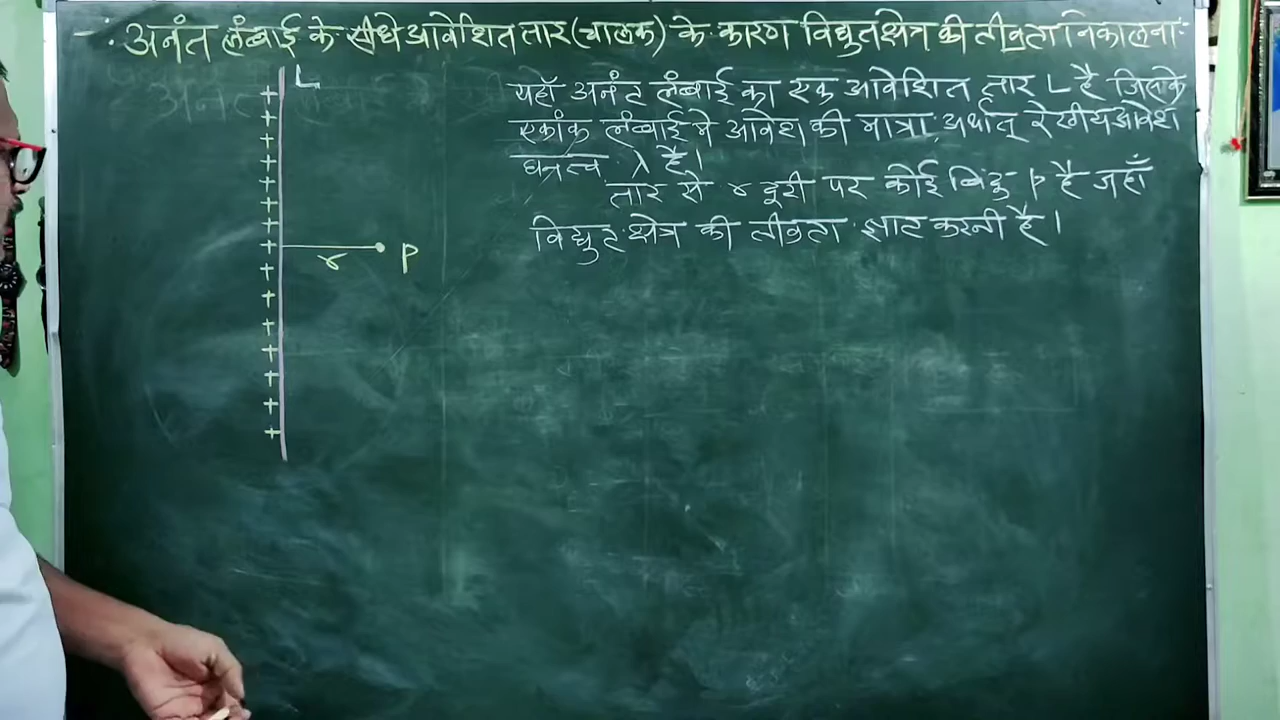 अनंत लंबाई के सीधे आवेशित तार (चालक) के कारण विद्युत क्षेत्र की तीव्रता निकालना:-
L
यहाँ अनंत लंबाई का एक आवेशित तार L है जिसके
एकांक लंबाई में आवेश की मात्रा, अर्थात् रेखीय आवेश
घनत्व λ है।
तार से r दूरी पर कोई बिंदु P है जहाँ
विद्युत क्षेत्र की तीव्रता ज्ञात करनी है।
+
+
+
+
+
+
+
+ r P
+
+
+
+
+
+
+